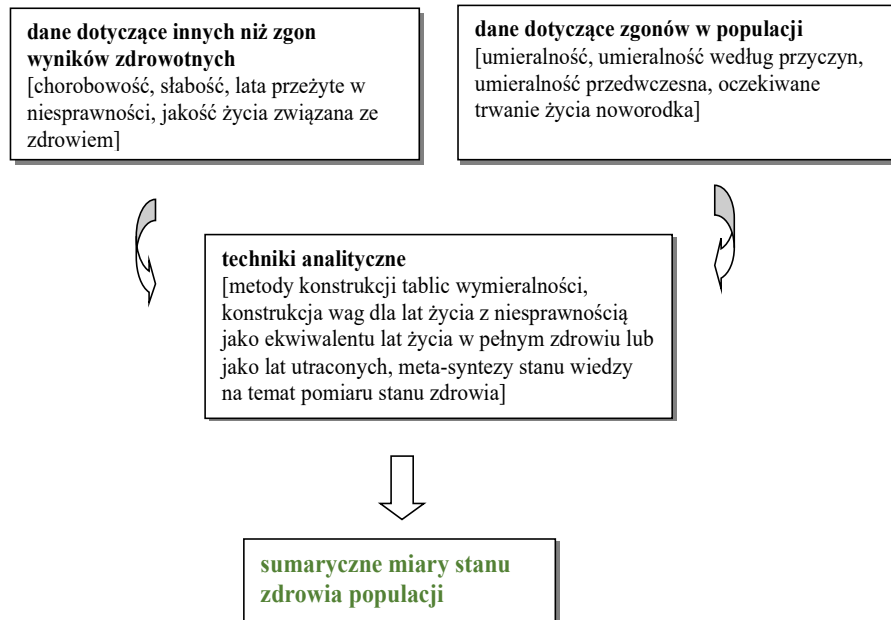 dane dotyczące innych niż zgon
wyników zdrowotnych
[chorobowość, słabość, lata przeżyte w
niesprawności, jakość życia związana ze
zdrowiem]
dane dotyczące zgonów w populacji
[umieralność, umieralność według przyczyn,
umieralność przedwczesna, oczekiwane
trwanie życia noworodka]
techniki analityczne
[metody konstrukcji tablic wymieralności,
konstrukcja wag dla lat życia z niesprawnością
jako ekwiwalentu lat życia w pełnym zdrowiu lub
jako lat utraconych, meta-syntezy stanu wiedzy
na temat pomiaru stanu zdrowia]
sumaryczne miary stanu
zdrowia populacji